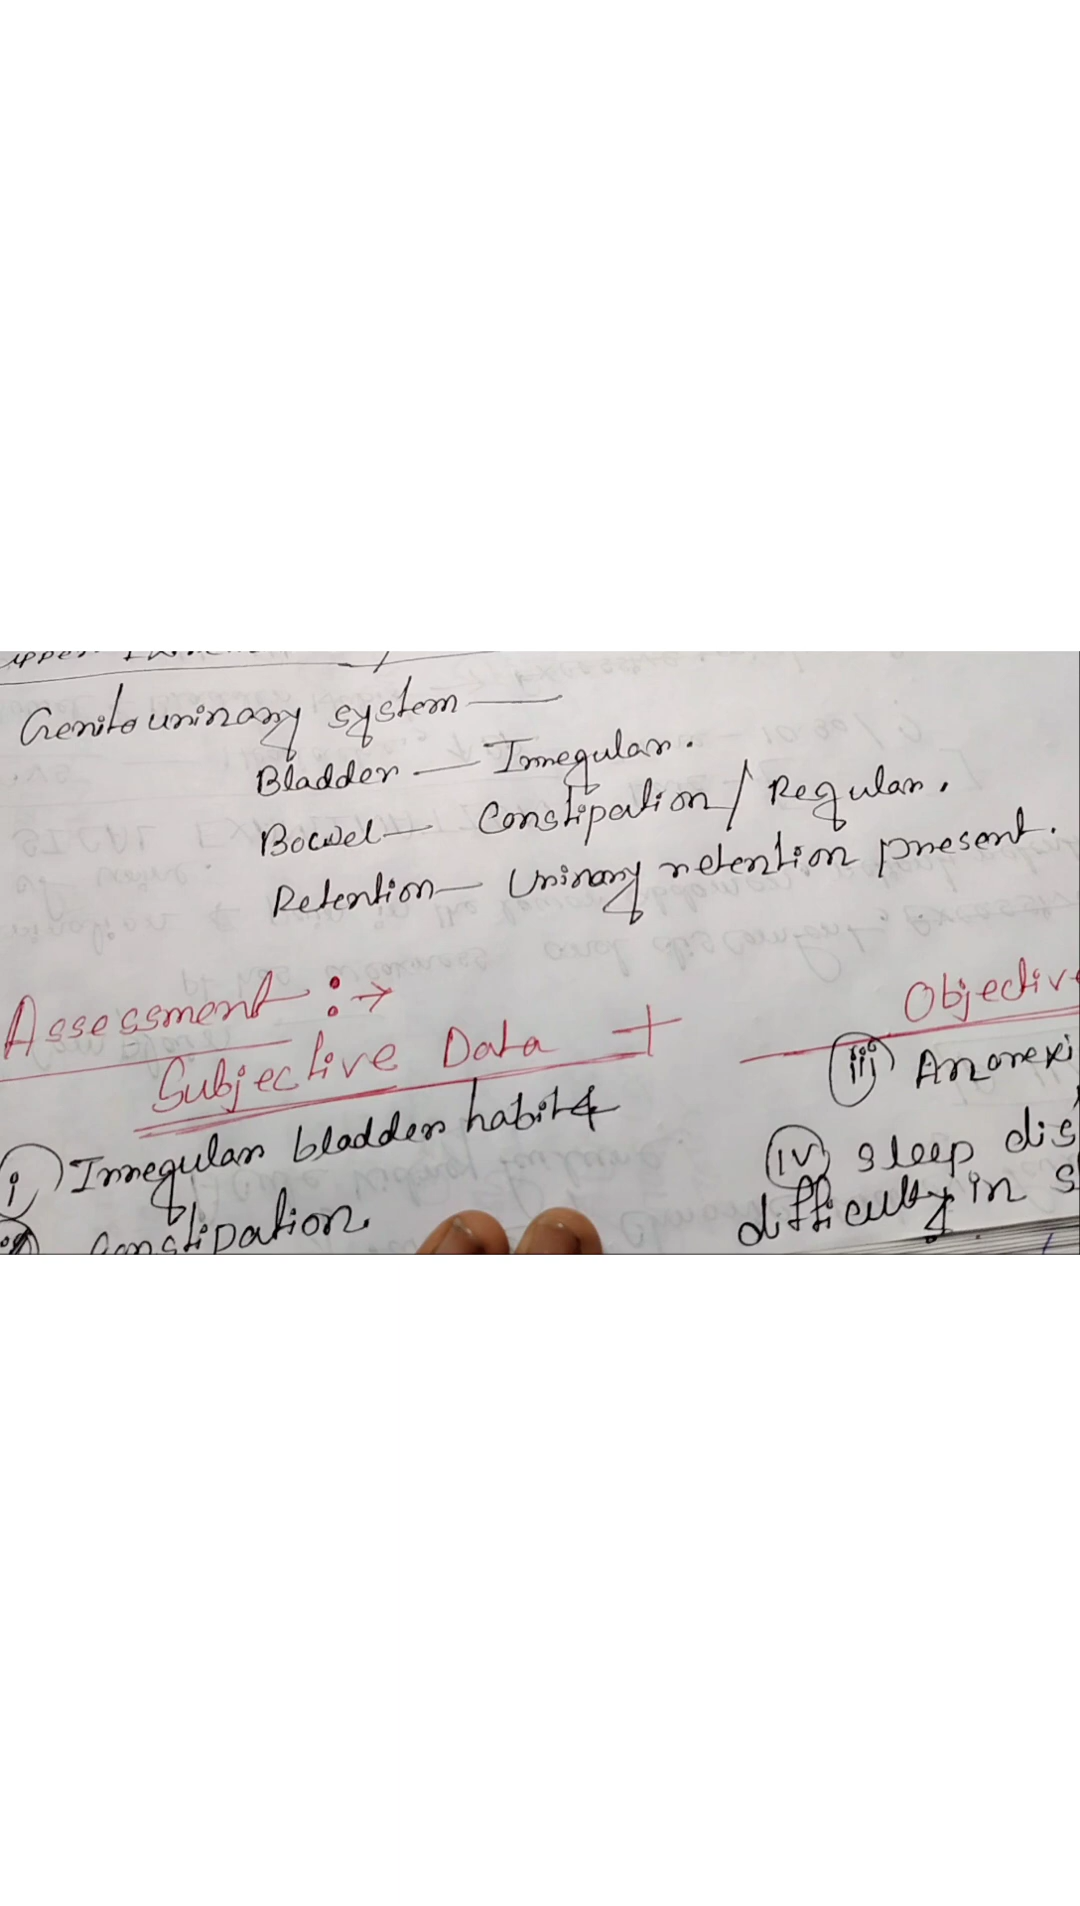 Genitourinary system —
Bladder — Irregular.
Bowel — Constipation / Regular.
Retention — Urinary retention present.
Assessment :→
Subjective Data +
Objectiv
i) Irregular bladder habit &
Constipation.
iii) Anorexi
iv) Sleep dis
difficulty in s